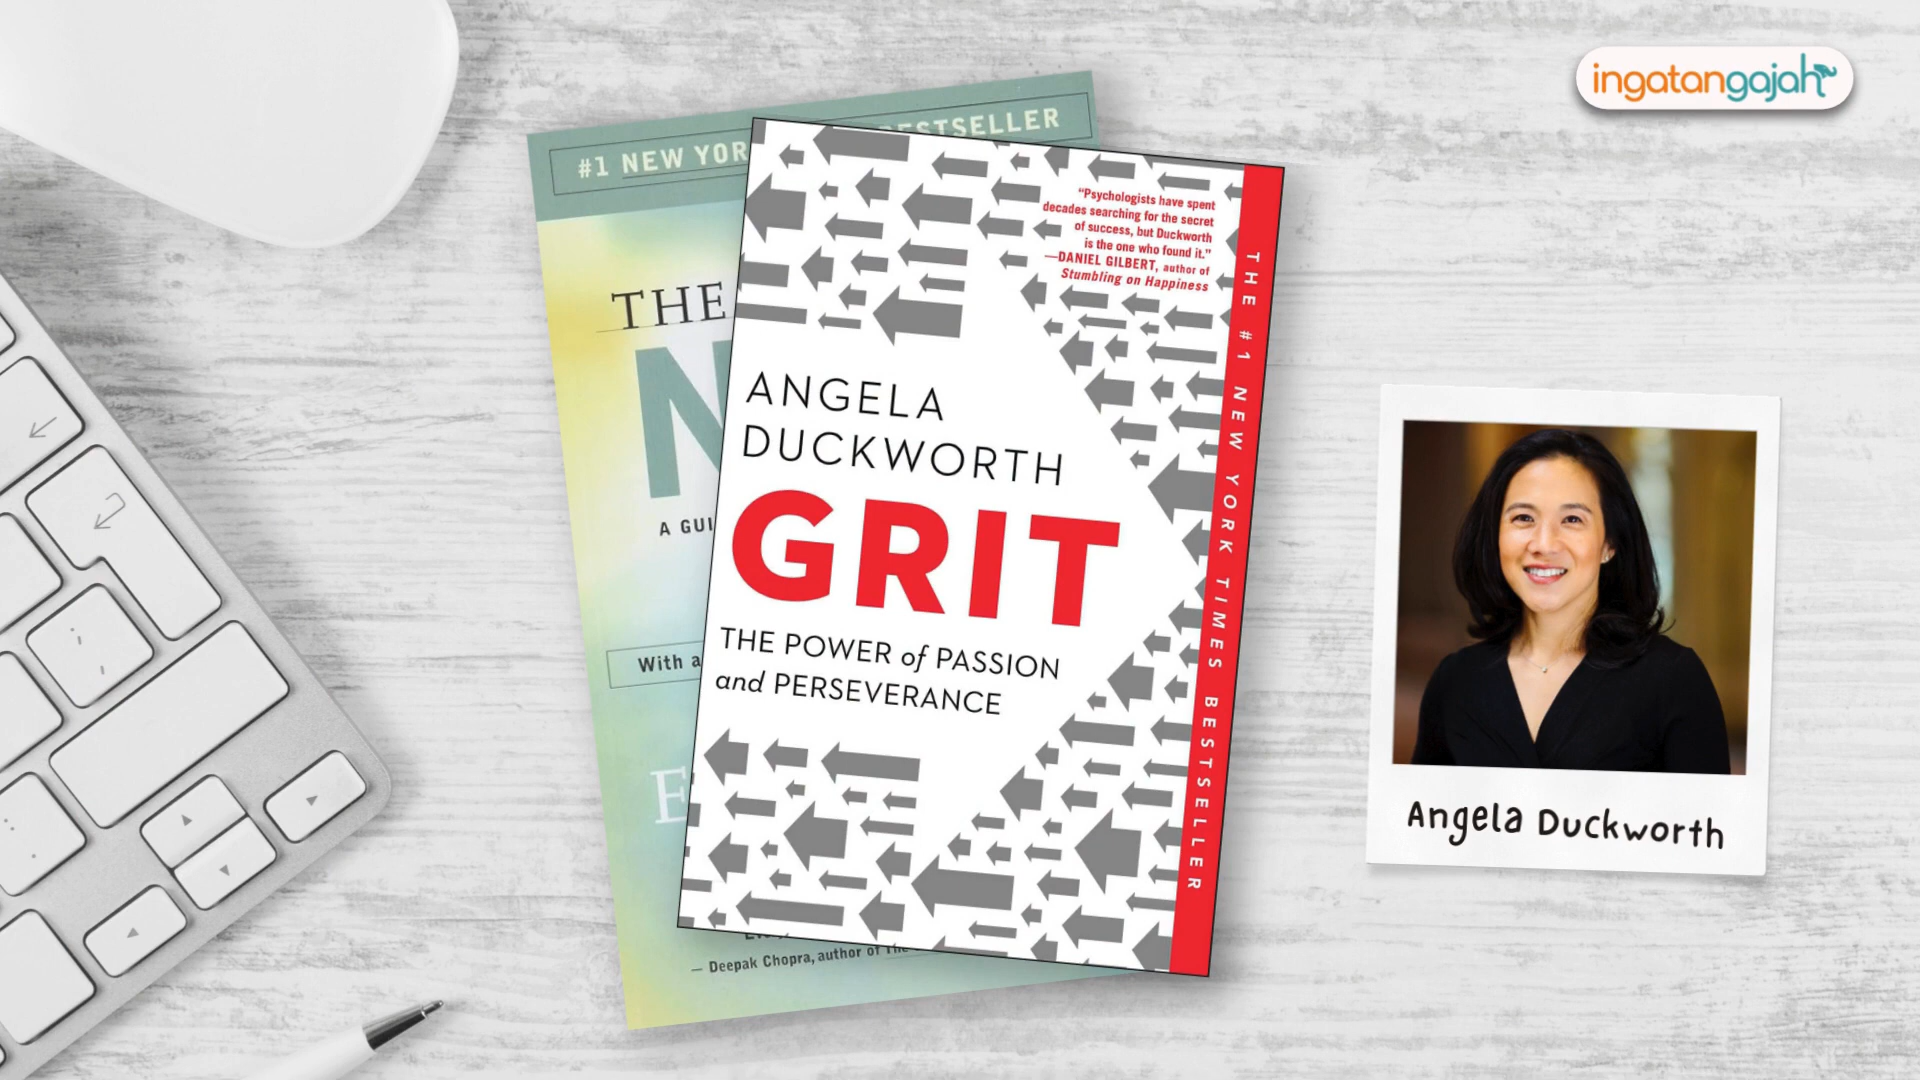 ingatangajah
#1 NEW YOR
ESTSELLER
THE
N
A GUI
With a
E
— Deepak Chopra, author of The
"Psychologists have spent
decades searching for the secret
of success, but Duckworth
is the one who found it."
—DANIEL GILBERT, author of
Stumbling on Happiness
ANGELA
DUCKWORTH
GRIT
THE POWER of PASSION
and PERSEVERANCE
THE #1 NEW YORK TIMES BESTSELLER
Angela Duckworth